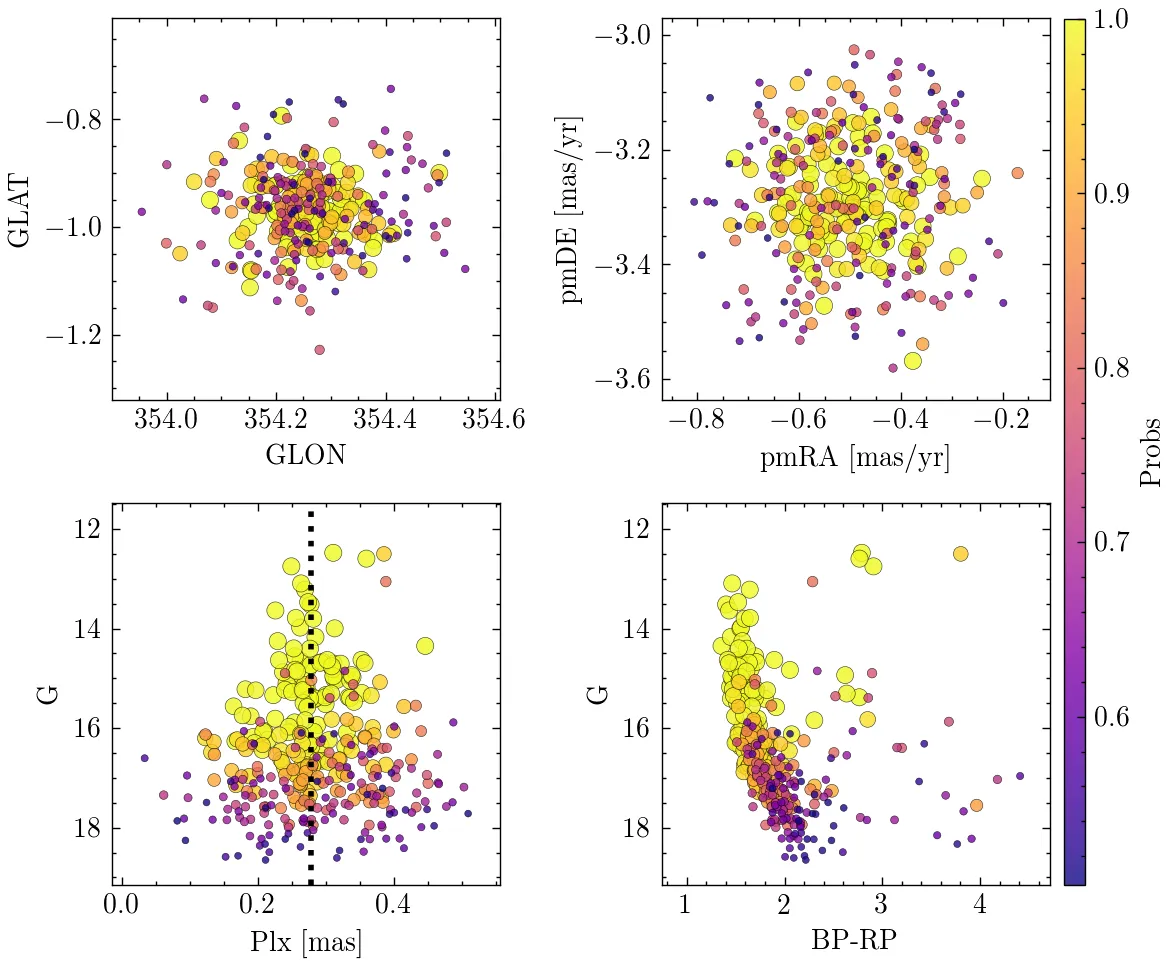 −0.8
−1.0
−1.2
GLAT
354.0 354.2 354.4 354.6
GLON
−3.0
−3.2
−3.4
−3.6
pmDE [mas/yr]
−0.8 −0.6 −0.4 −0.2
pmRA [mas/yr]
1.0
0.9
0.8
0.7
0.6
Probs
12
14
16
18
G
0.0 0.2 0.4
Plx [mas]
12
14
16
18
G
1 2 3 4
BP-RP